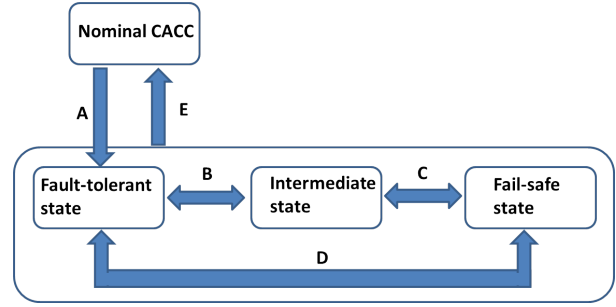 Nominal CACC
A
E
Fault-tolerant
state
B
Intermediate
state
C
Fail-safe
state
D